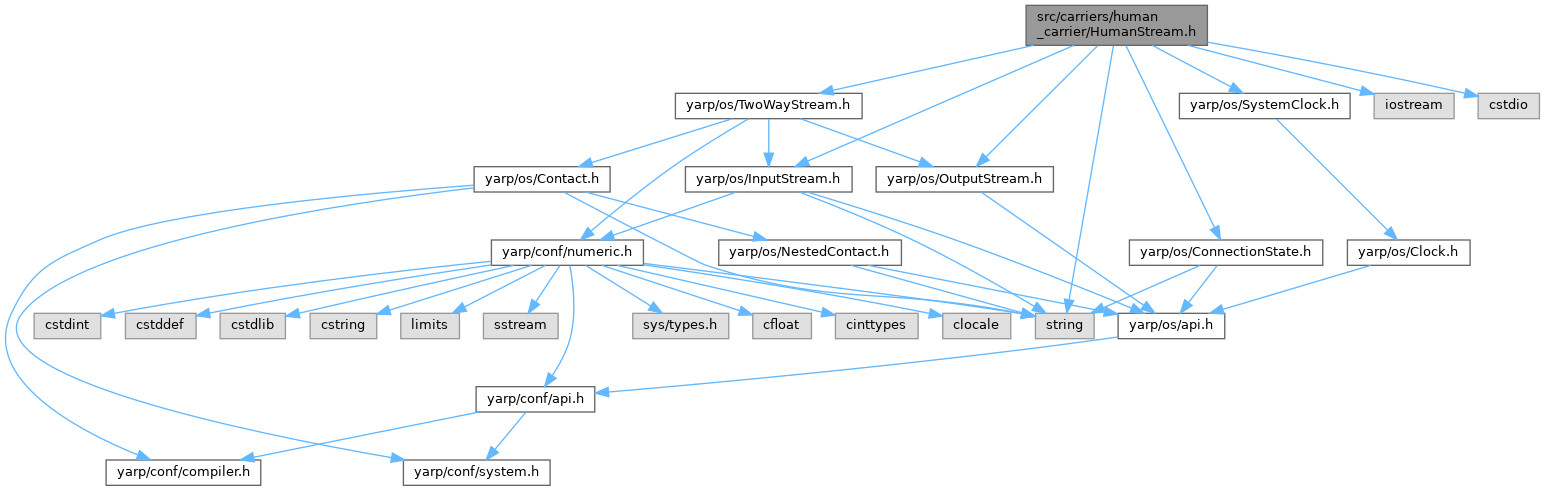 src/carriers/human
_carrier/HumanStream.h
yarp/os/TwoWayStream.h
yarp/os/SystemClock.h
iostream
cstdio
yarp/os/Contact.h
yarp/os/InputStream.h
yarp/os/OutputStream.h
yarp/conf/numeric.h
yarp/os/NestedContact.h
yarp/os/ConnectionState.h
yarp/os/Clock.h
cstdint
cstddef
cstdlib
cstring
limits
sstream
sys/types.h
cfloat
cinttypes
clocale
string
yarp/os/api.h
yarp/conf/api.h
yarp/conf/compiler.h
yarp/conf/system.h